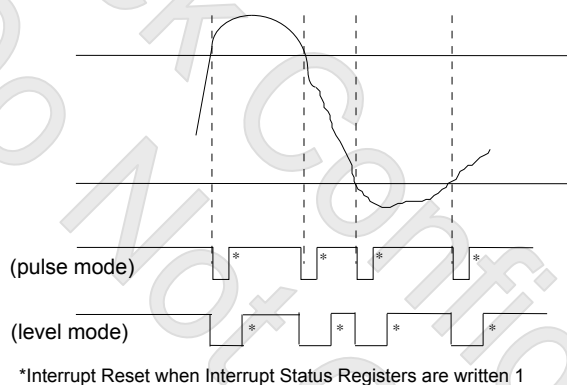 *
*
*
*
(pulse mode)
*
*
*
*
(level mode)
*Interrupt Reset when Interrupt Status Registers are written 1